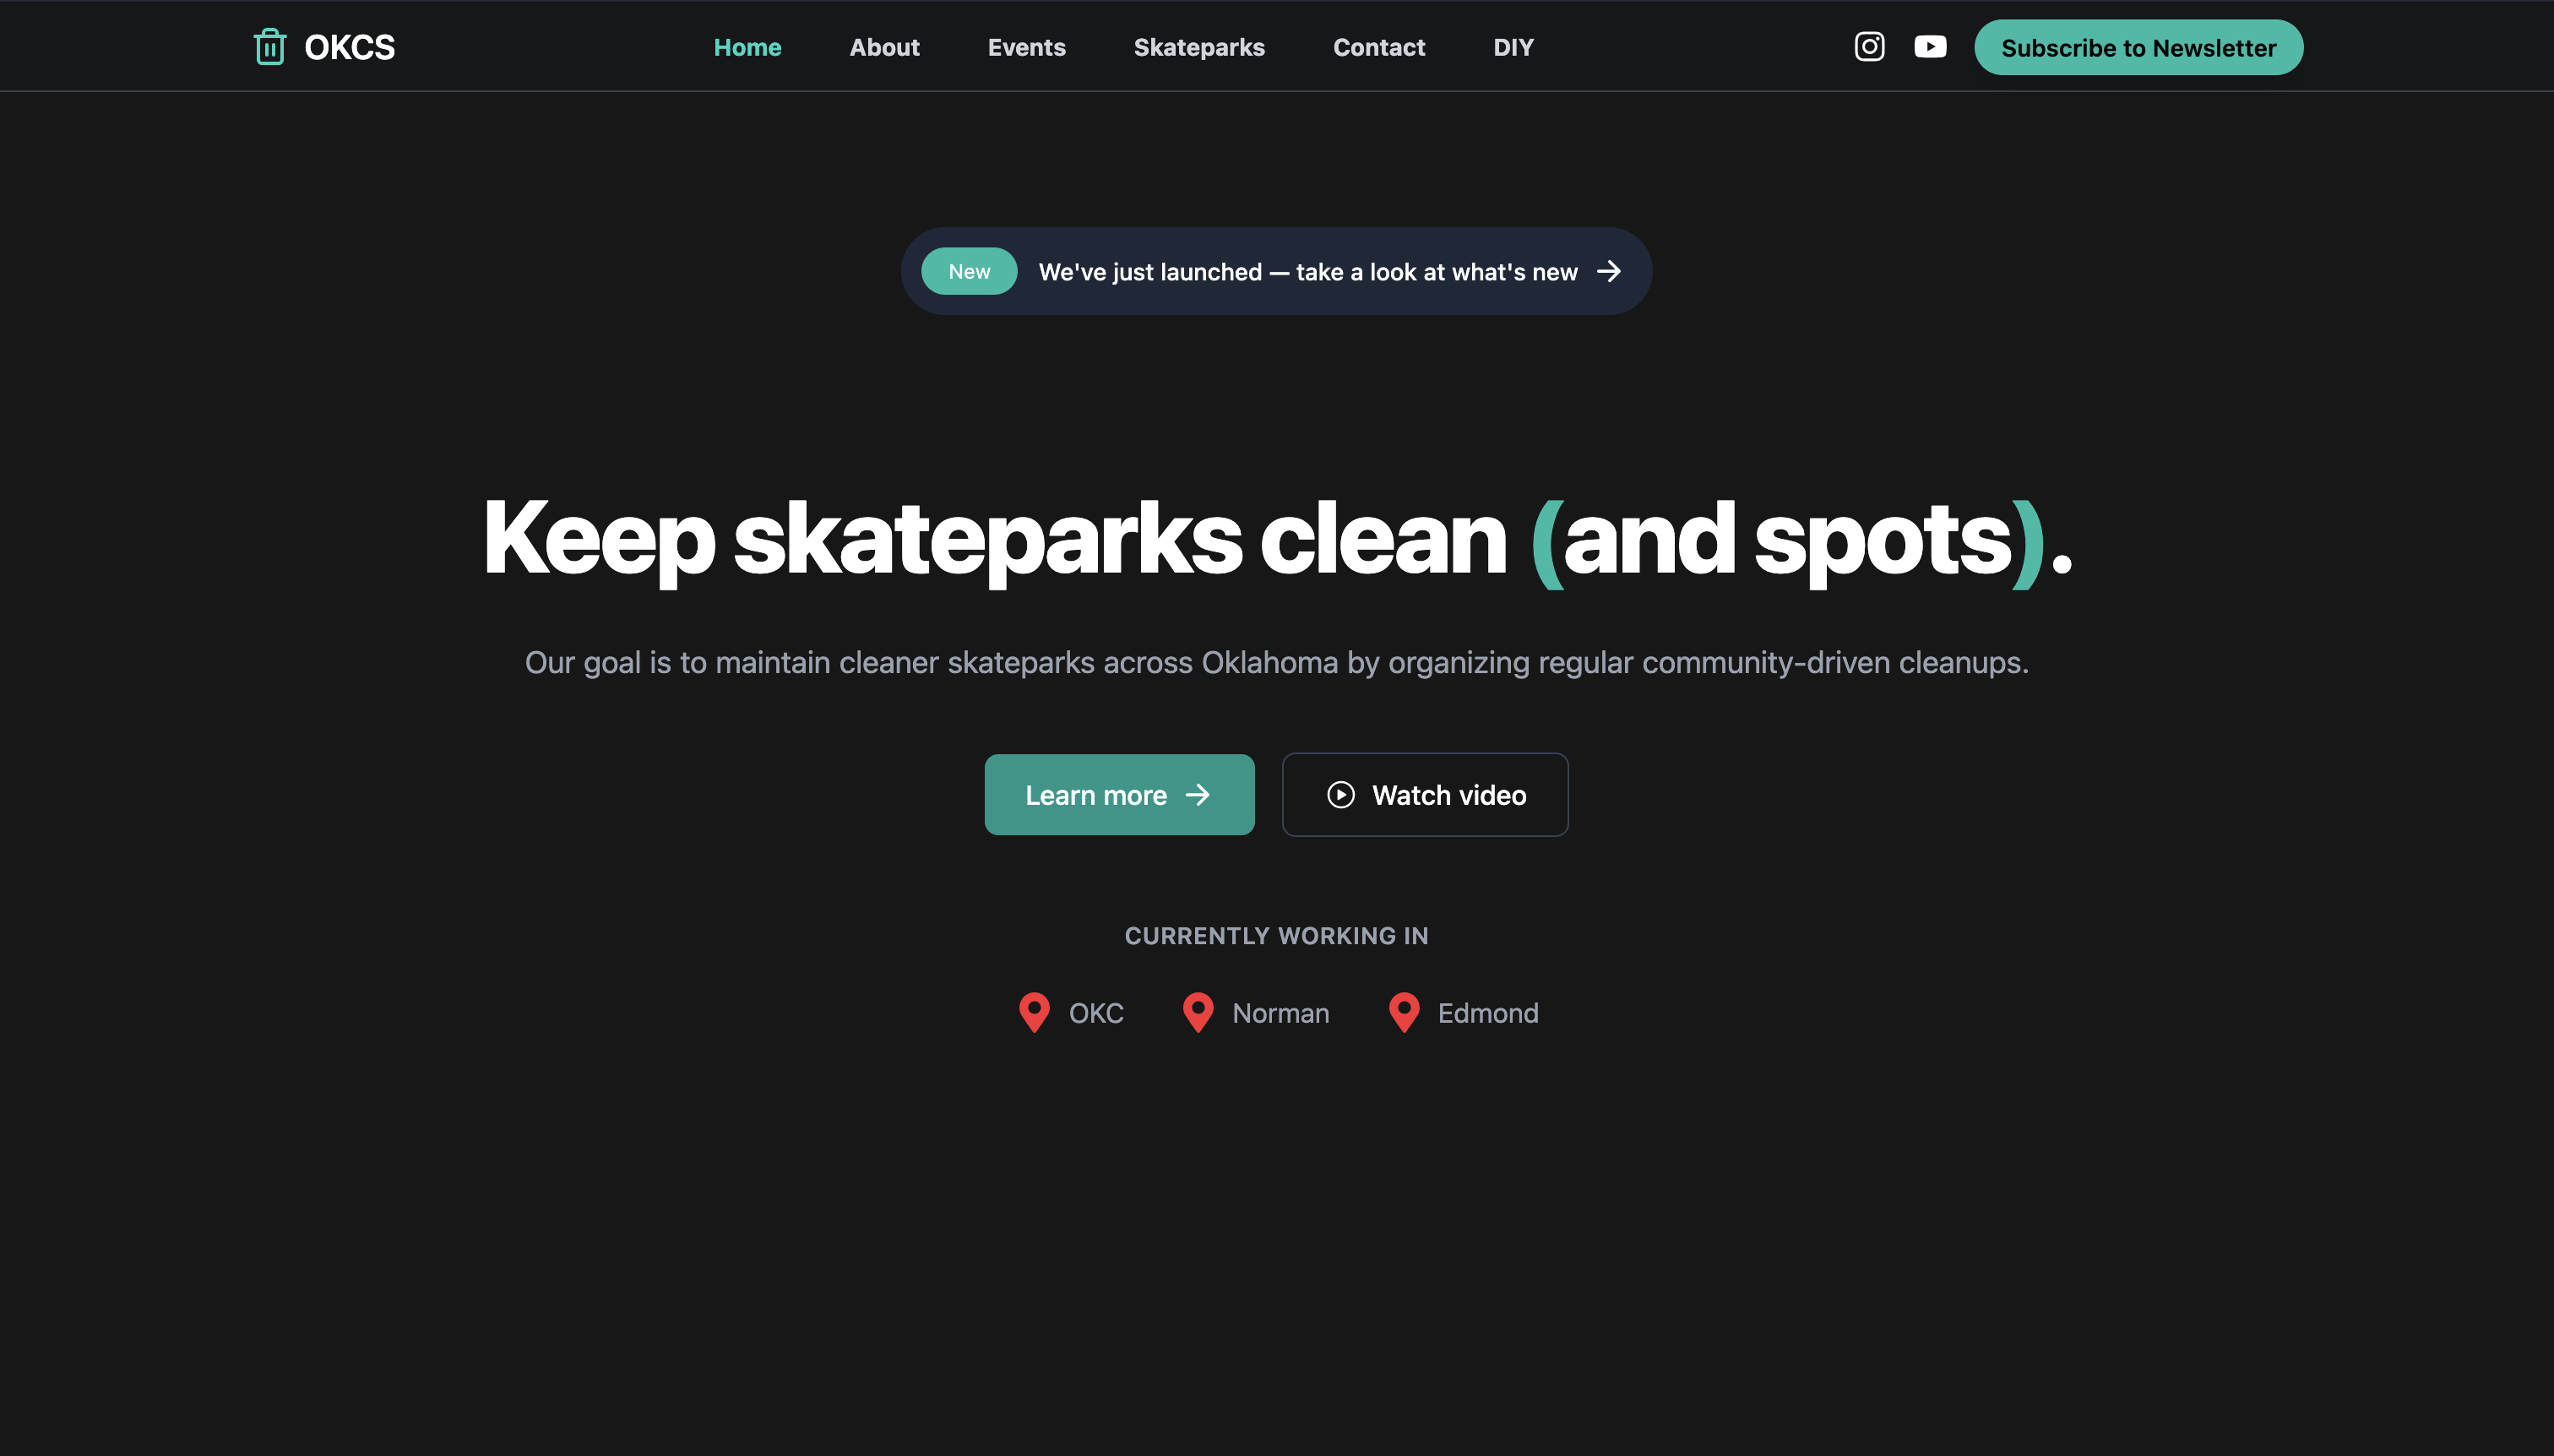 OKCS Home About Events Skateparks Contact DIY Subscribe to Newsletter
New We've just launched — take a look at what's new
Keep skateparks clean (and spots).
Our goal is to maintain cleaner skateparks across Oklahoma by organizing regular community-driven cleanups.
Learn more Watch video
CURRENTLY WORKING IN
OKC Norman Edmond